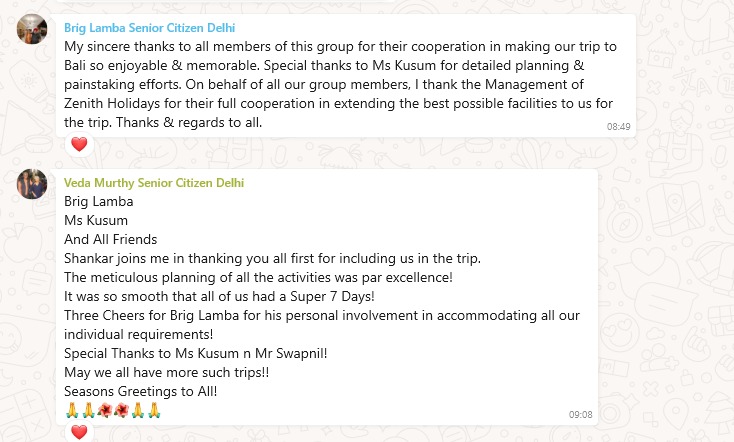 Brig Lamba Senior Citizen Delhi
My sincere thanks to all members of this group for their cooperation in making our trip to
Bali so enjoyable & memorable. Special thanks to Ms Kusum for detailed planning &
painstaking efforts. On behalf of all our group members, I thank the Management of
Zenith Holidays for their full cooperation in extending the best possible facilities to us for
the trip. Thanks & regards to all.
08:49
❤️
Veda Murthy Senior Citizen Delhi
Brig Lamba
Ms Kusum
And All Friends
Shankar joins me in thanking you all first for including us in the trip.
The meticulous planning of all the activities was par excellence!
It was so smooth that all of us had a Super 7 Days!
Three Cheers for Brig Lamba for his personal involvement in accommodating all our
individual requirements!
Special Thanks to Ms Kusum n Mr Swapnil!
May we all have more such trips!!
Seasons Greetings to All!
🙏🙏🌺🌺🙏🙏
09:08
❤️